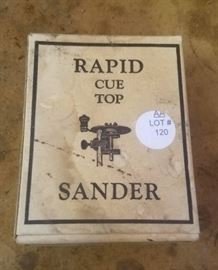 RAPID
CUE
TOP
LOT #
120
SANDER